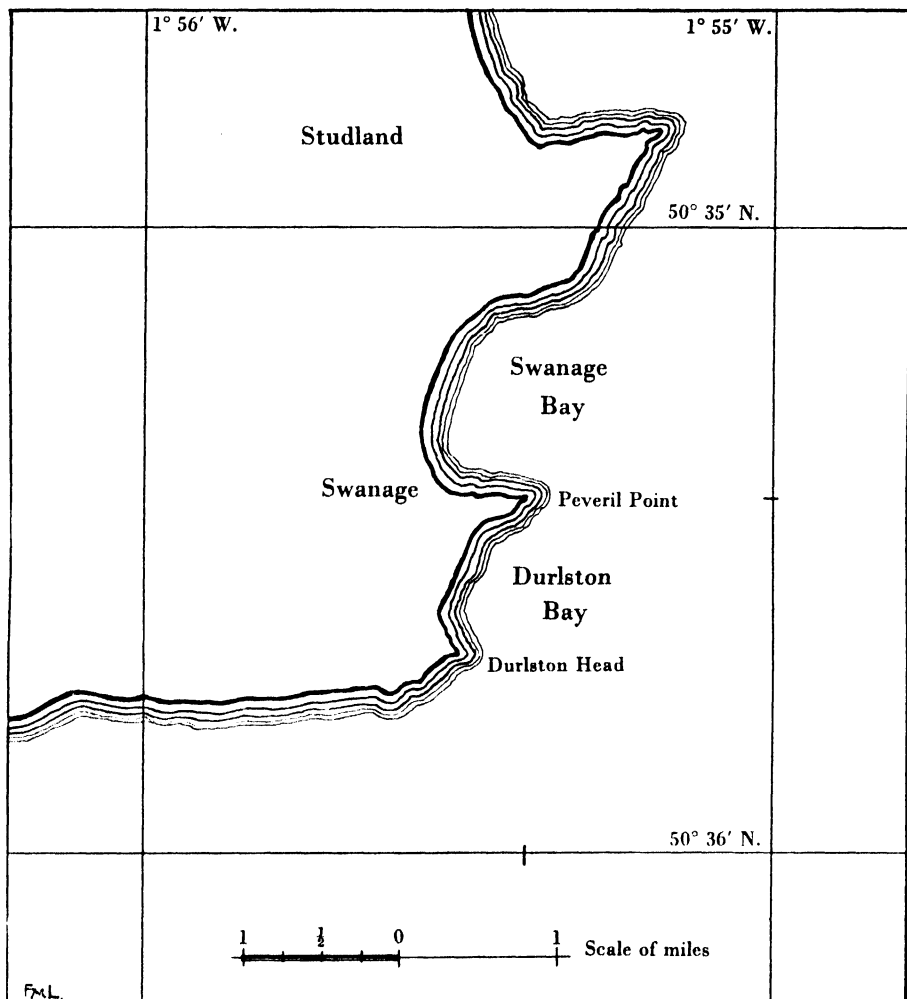 1° 56′ W.
1° 55′ W.
Studland
50° 35′ N.
Swanage
Bay
Swanage
Peveril Point
Durlston
Bay
Durlston Head
50° 36′ N.
1 ½ 0 1 Scale of miles
F.M.L.